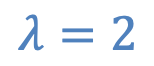 λ = 2